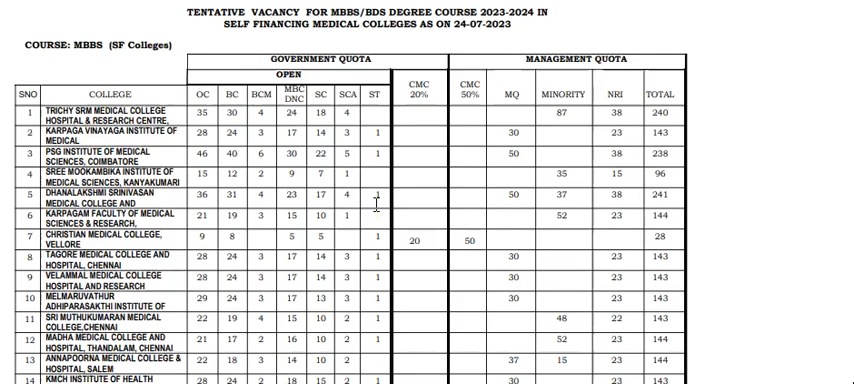 TENTATIVE VACANCY FOR MBBS/BDS DEGREE COURSE 2023-2024 IN
SELF FINANCING MEDICAL COLLEGES AS ON 24-07-2023
COURSE: MBBS (SF Colleges)
GOVERNMENT QUOTA MANAGEMENT QUOTA
OPEN
SNO COLLEGE OC BC BCM MBC DNC SC SCA ST CMC 20% CMC 50% MQ MINORITY NRI TOTAL
1 TRICHY SRM MEDICAL COLLEGE HOSPITAL & RESEARCH CENTRE, 35 30 4 24 18 4 87 38 240
2 KARPAGA VINAYAGA INSTITUTE OF MEDICAL 28 24 3 17 14 3 1 30 23 143
3 PSG INSTITUTE OF MEDICAL SCIENCES, COIMBATORE 46 40 6 30 22 5 1 50 38 238
4 SREE MOOKAMBIKA INSTITUTE OF MEDICAL SCIENCES, KANYAKUMARI 15 12 2 9 7 1 35 15 96
5 DHANALAKSHMI SRINIVASAN MEDICAL COLLEGE AND 36 31 4 23 17 4 1 50 37 38 241
6 KARPAGAM FACULTY OF MEDICAL SCIENCES & RESEARCH, 21 19 3 15 10 1 52 23 144
7 CHRISTIAN MEDICAL COLLEGE, VELLORE 9 8 5 5 1 20 50 28
8 TAGORE MEDICAL COLLEGE AND HOSPITAL, CHENNAI 28 24 3 17 14 3 1 30 23 143
9 VELAMMAL MEDICAL COLLEGE HOSPITAL AND RESEARCH 28 24 3 17 14 3 1 30 23 143
10 MELMARUVATHUR ADHIPARASAKTHI INSTITUTE OF 29 24 3 17 13 3 1 30 23 143
11 SRI MUTHUKUMARAN MEDICAL COLLEGE,CHENNAI 22 19 4 15 10 2 1 48 22 143
12 MADHA MEDICAL COLLEGE AND HOSPITAL, THANDALAM, CHENNAI 21 17 2 16 10 2 1 52 23 144
13 ANNAPOORNA MEDICAL COLLEGE & HOSPITAL, SALEM 22 18 3 14 10 2 37 15 23 144
14 KMCH INSTITUTE OF HEALTH 28 24 2 18 15 2 1 30 23 143